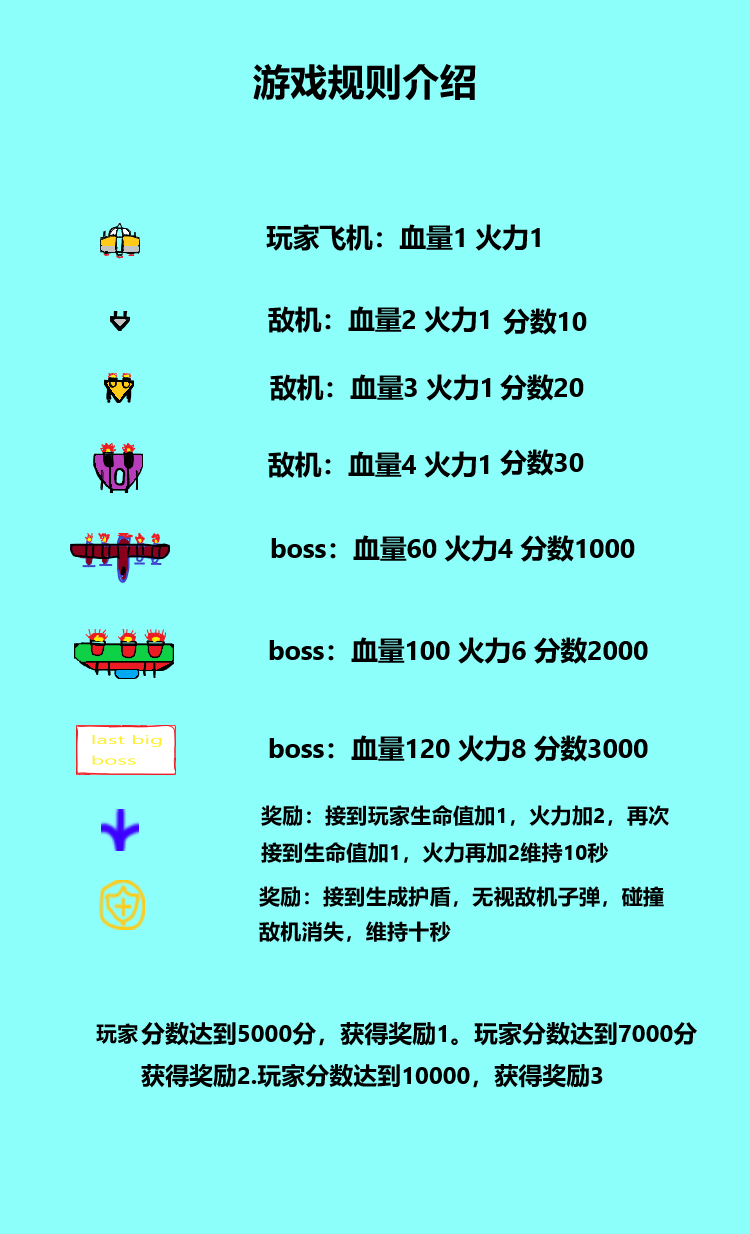 游戏规则介绍
玩家飞机：血量1 火力1
敌机：血量2 火力1 分数10
敌机：血量3 火力1 分数20
敌机：血量4 火力1 分数30
boss：血量60 火力4 分数1000
boss：血量100 火力6 分数2000
last big
boss
boss：血量120 火力8 分数3000
奖励：接到玩家生命值加1，火力加2，再次
接到生命值加1，火力再加2维持10秒
奖励：接到生成护盾，无视敌机子弹，碰撞
敌机消失，维持十秒
玩家分数达到5000分，获得奖励1。玩家分数达到7000分
获得奖励2.玩家分数达到10000，获得奖励3